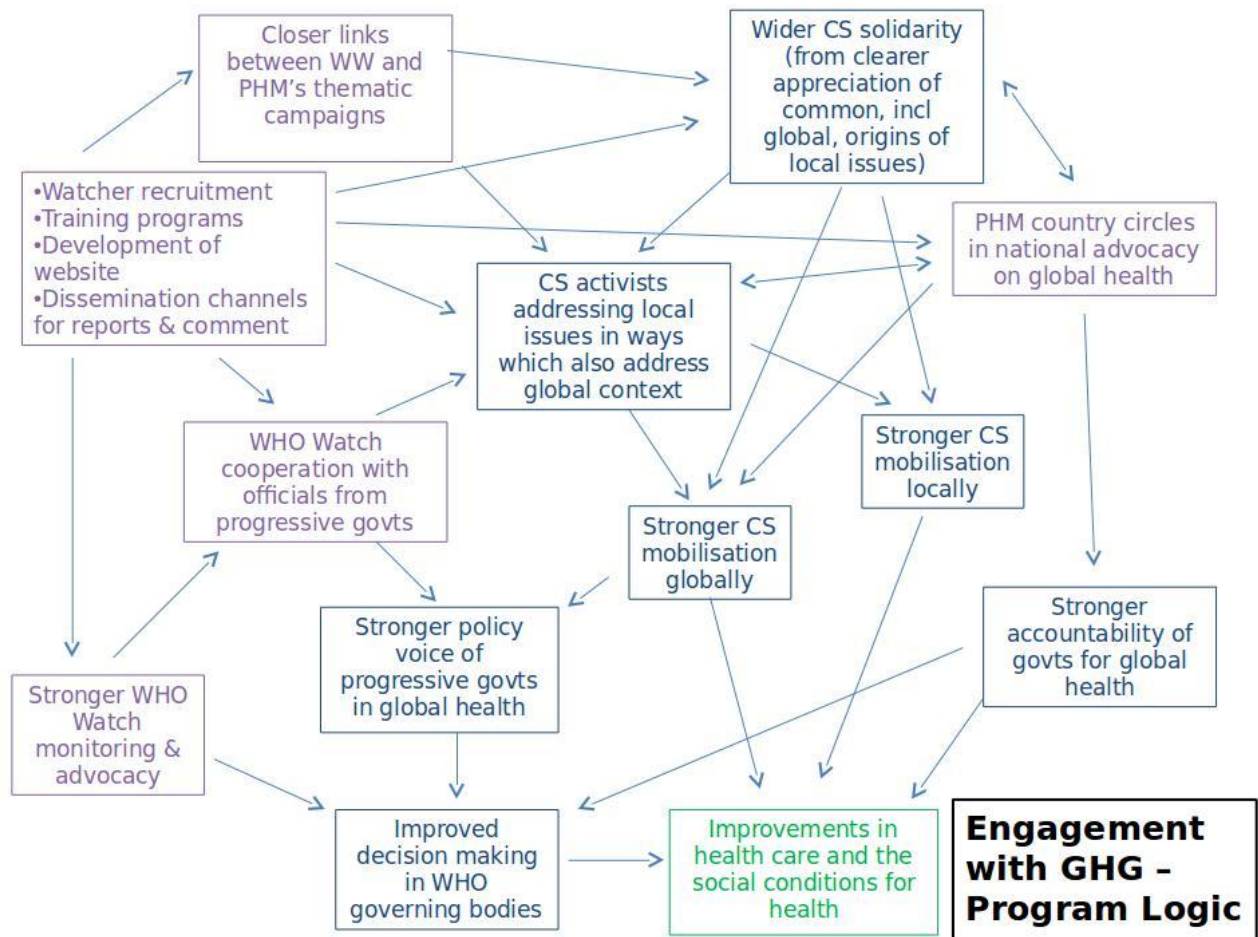 Closer links
between WW and
PHM's thematic
campaigns
Wider CS solidarity
(from clearer
appreciation of
common, incl
global, origins of
local issues)
•Watcher recruitment
•Training programs
•Development of
website
•Dissemination channels
for reports & comment
PHM country circles
in national advocacy
on global health
CS activists
addressing local
issues in ways
which also address
global context
WHO Watch
cooperation with
officials from
progressive govts
Stronger CS
mobilisation
locally
Stronger CS
mobilisation
globally
Stronger policy
voice of
progressive govts
in global health
Stronger
accountability of
govts for global
health
Stronger WHO
Watch
monitoring &
advocacy
Improved
decision making
in WHO
governing bodies
Improvements in
health care and the
social conditions for
health
Engagement
with GHG –
Program Logic